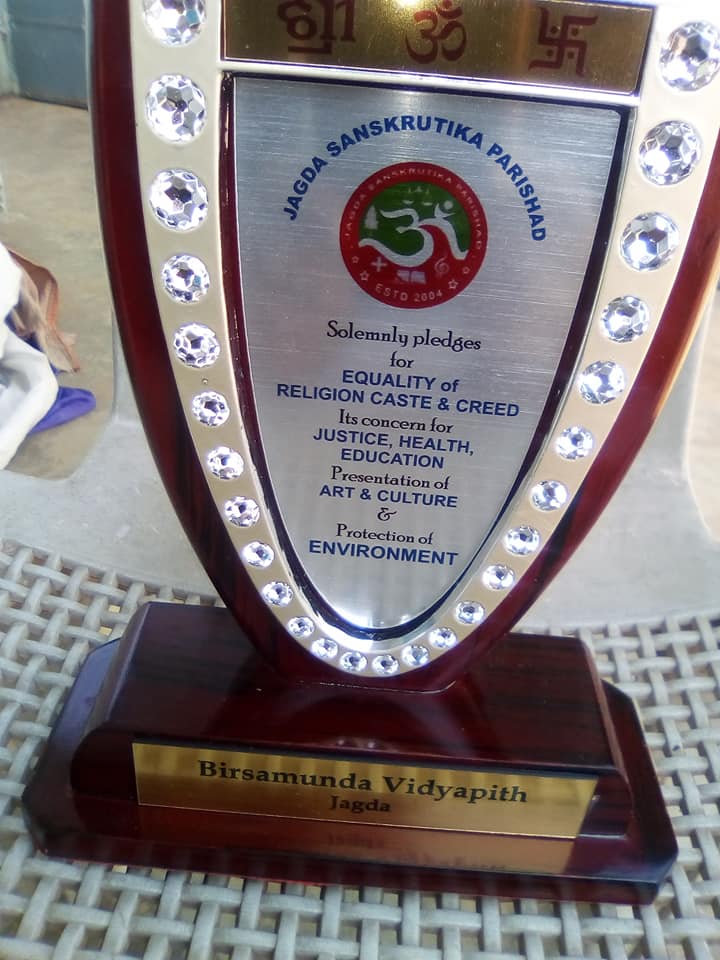 ଶ୍ରୀ ॐ 卐
JAGDA SANSKRUTIKA PARISHAD
JAGDA SANSKRUTIKA PARISHAD
ESTD 2004
Solemnly pledges
for
EQUALITY of
RELIGION CASTE & CREED
Its concern for
JUSTICE, HEALTH,
EDUCATION
Presentation of
ART & CULTURE
&
Protection of
ENVIRONMENT
Birsamunda Vidyapith
Jagda